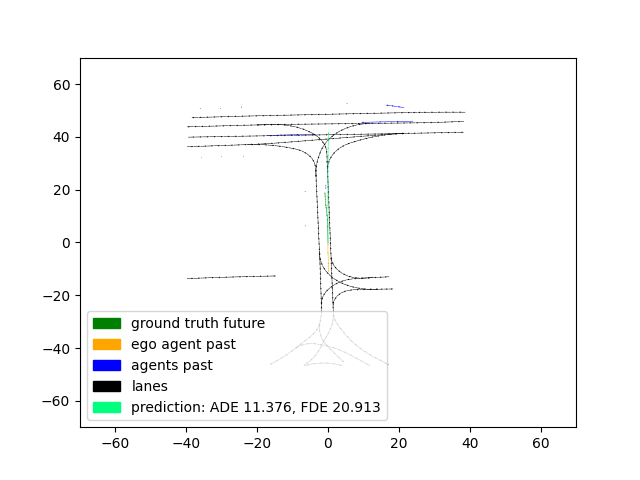 60
40
20
0
−20
−40
−60
ground truth future
ego agent past
agents past
lanes
prediction: ADE 11.376, FDE 20.913
−60 −40 −20 0 20 40 60